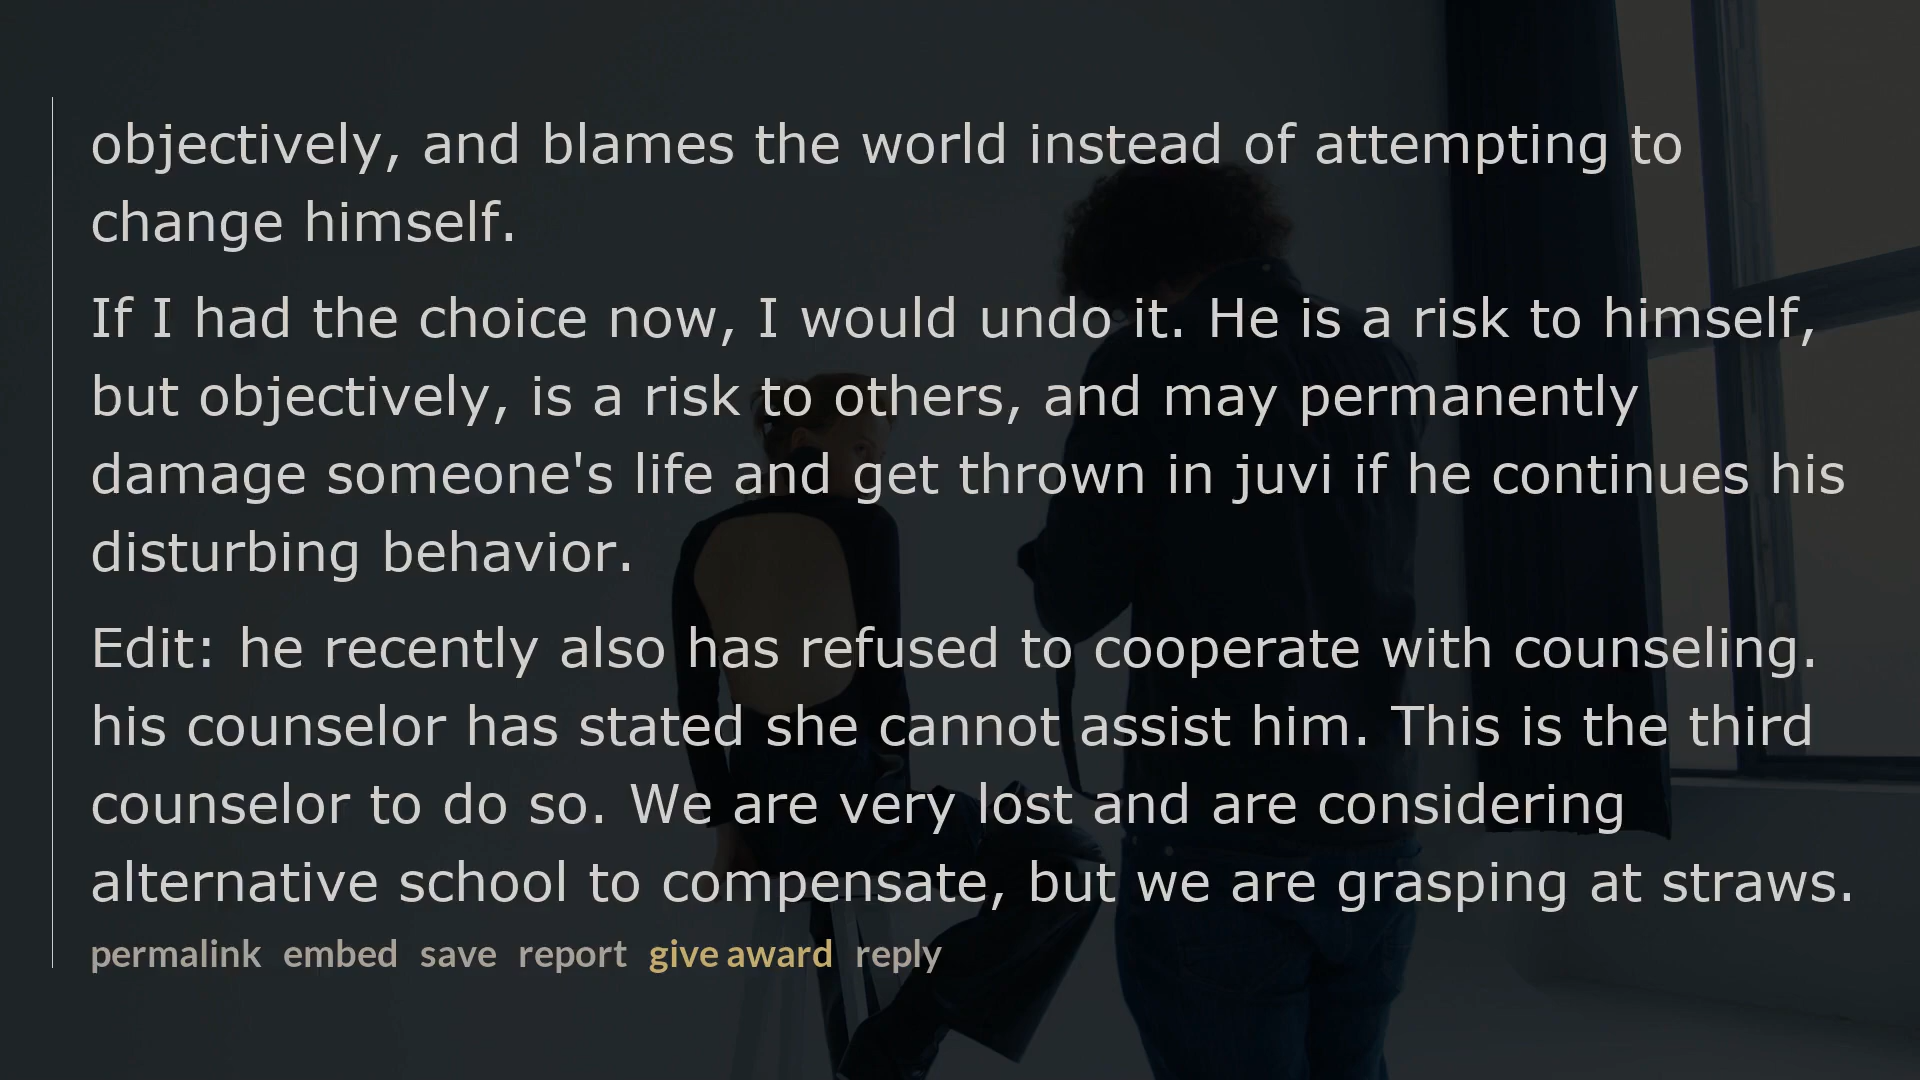 objectively, and blames the world instead of attempting to
change himself.
If I had the choice now, I would undo it. He is a risk to himself,
but objectively, is a risk to others, and may permanently
damage someone's life and get thrown in juvi if he continues his
disturbing behavior.
Edit: he recently also has refused to cooperate with counseling.
his counselor has stated she cannot assist him. This is the third
counselor to do so. We are very lost and are considering
alternative school to compensate, but we are grasping at straws.
permalink embed save report give award reply